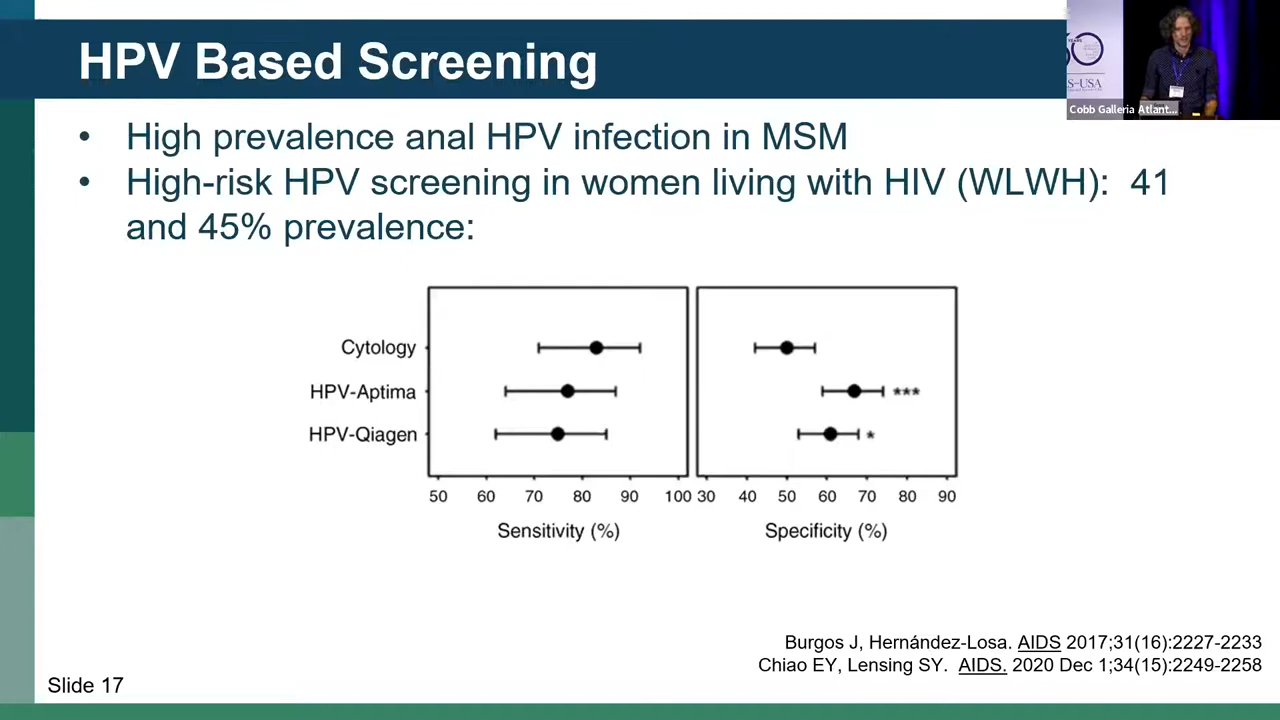 HPV Based Screening
• High prevalence anal HPV infection in MSM
• High-risk HPV screening in women living with HIV (WLWH): 41
and 45% prevalence:
Cytology
HPV-Aptima
***
HPV-Qiagen
*
50 60 70 80 90 100
30 40 50 60 70 80 90
Sensitivity (%)
Specificity (%)
Burgos J, Hernández-Losa. AIDS 2017;31(16):2227-2233
Chiao EY, Lensing SY. AIDS. 2020 Dec 1;34(15):2249-2258
Slide 17
S–USA
Cobb Galleria Atlant...